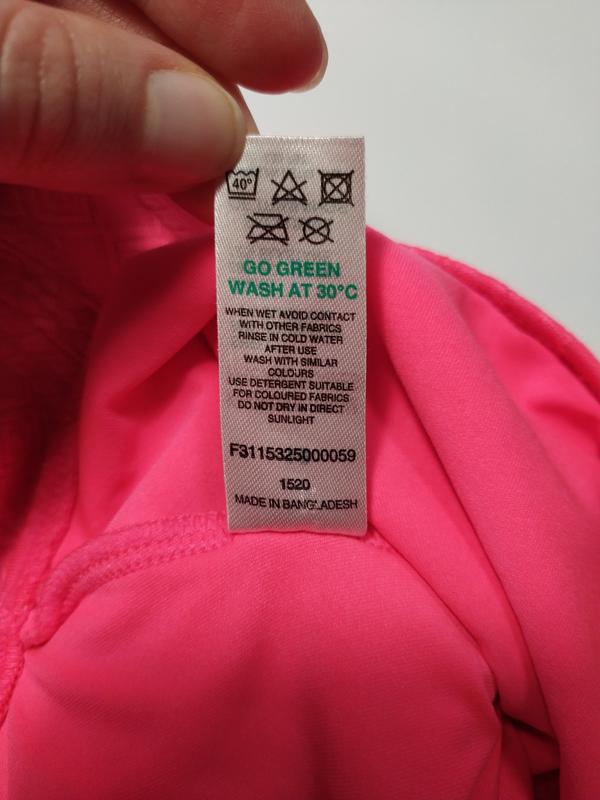 40°
GO GREEN
WASH AT 30°C
WHEN WET AVOID CONTACT
WITH OTHER FABRICS
RINSE IN COLD WATER
AFTER USE
WASH WITH SIMILAR
COLOURS
USE DETERGENT SUITABLE
FOR COLOURED FABRICS
DO NOT DRY IN DIRECT
SUNLIGHT
F3115325000059
1520
MADE IN BANGLADESH